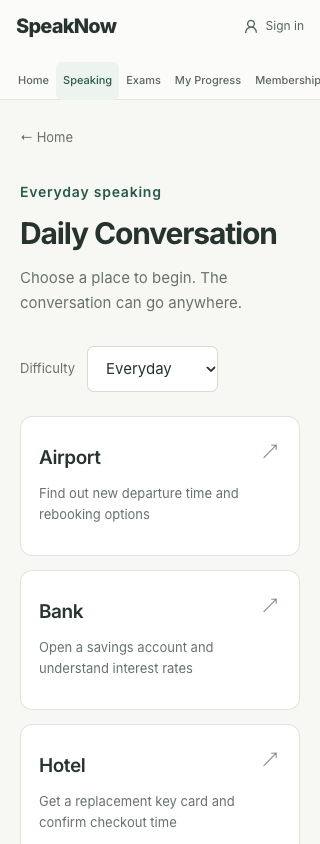 SpeakNow
Sign in
Home
Speaking
Exams
My Progress
Membership
← Home
Everyday speaking
Daily Conversation
Choose a place to begin. The
conversation can go anywhere.
Difficulty
Everyday
Airport
Find out new departure time and
rebooking options
Bank
Open a savings account and
understand interest rates
Hotel
Get a replacement key card and
confirm checkout time